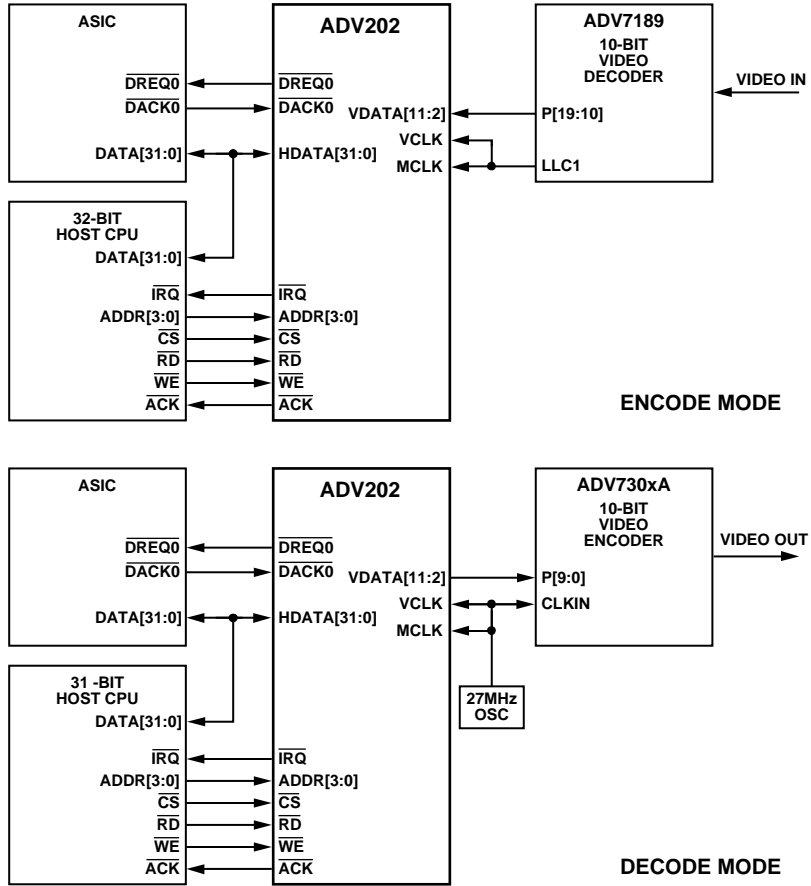 ASIC
DREQ0
DACK0
DATA[31:0]
32-BIT
HOST CPU
DATA[31:0]
IRQ
ADDR[3:0]
CS
RD
WE
ACK
ADV202
DREQ0
DACK0
HDATA[31:0]
VDATA[11:2]
VCLK
MCLK
IRQ
ADDR[3:0]
CS
RD
WE
ACK
ADV7189
10-BIT
VIDEO
DECODER
P[19:10]
LLC1
VIDEO IN
ENCODE MODE
ASIC
DREQ0
DACK0
DATA[31:0]
31 -BIT
HOST CPU
DATA[31:0]
IRQ
ADDR[3:0]
CS
RD
WE
ACK
ADV202
DREQ0
DACK0
HDATA[31:0]
VDATA[11:2]
VCLK
MCLK
IRQ
ADDR[3:0]
CS
RD
WE
ACK
ADV730xA
10-BIT
VIDEO
ENCODER
P[9:0]
CLKIN
VIDEO OUT
27MHz
OSC
DECODE MODE